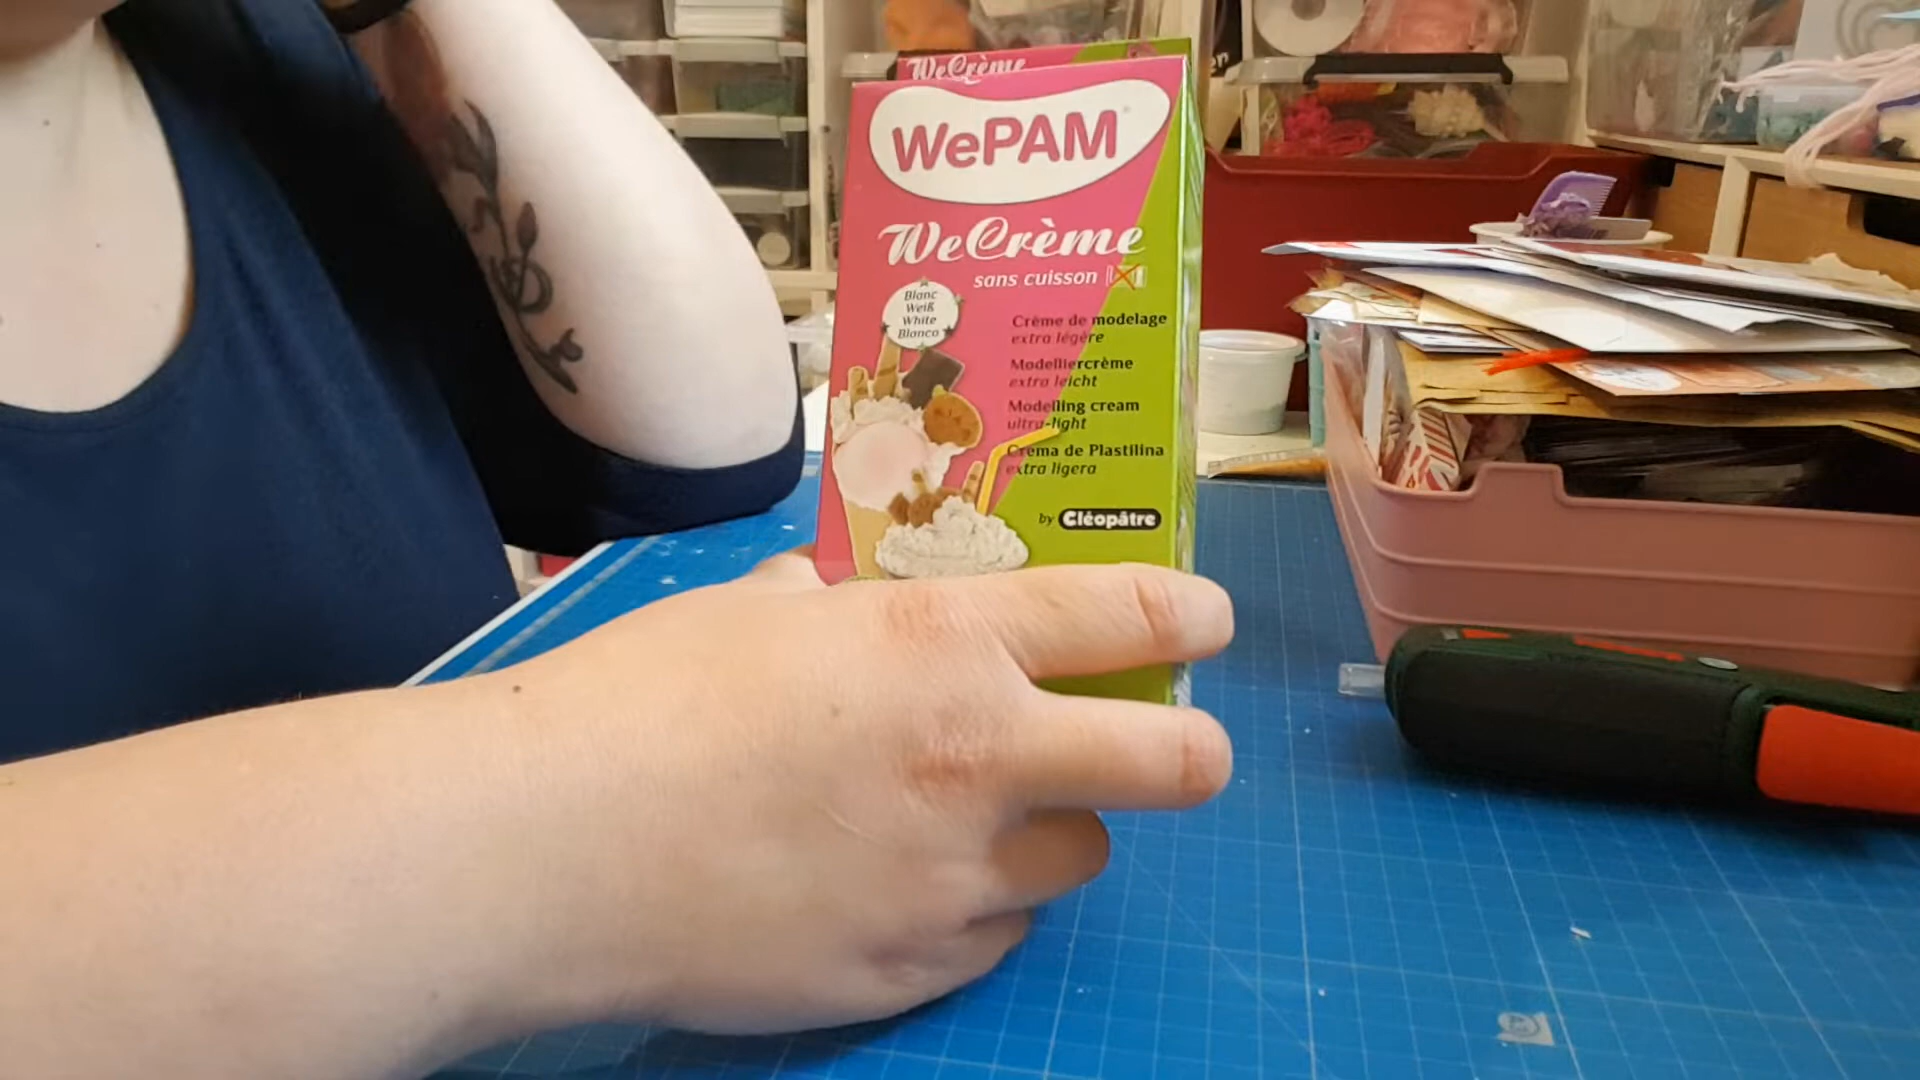 WeCrème
WePAM
WeCrème
sans cuisson
Blanc
Weiß
White
Blanco
Crème de modelage
extra légère
Modelliercrème
extra leicht
Modelling cream
ultra-light
Crema de Plastilina
extra ligera
by Cléopâtre